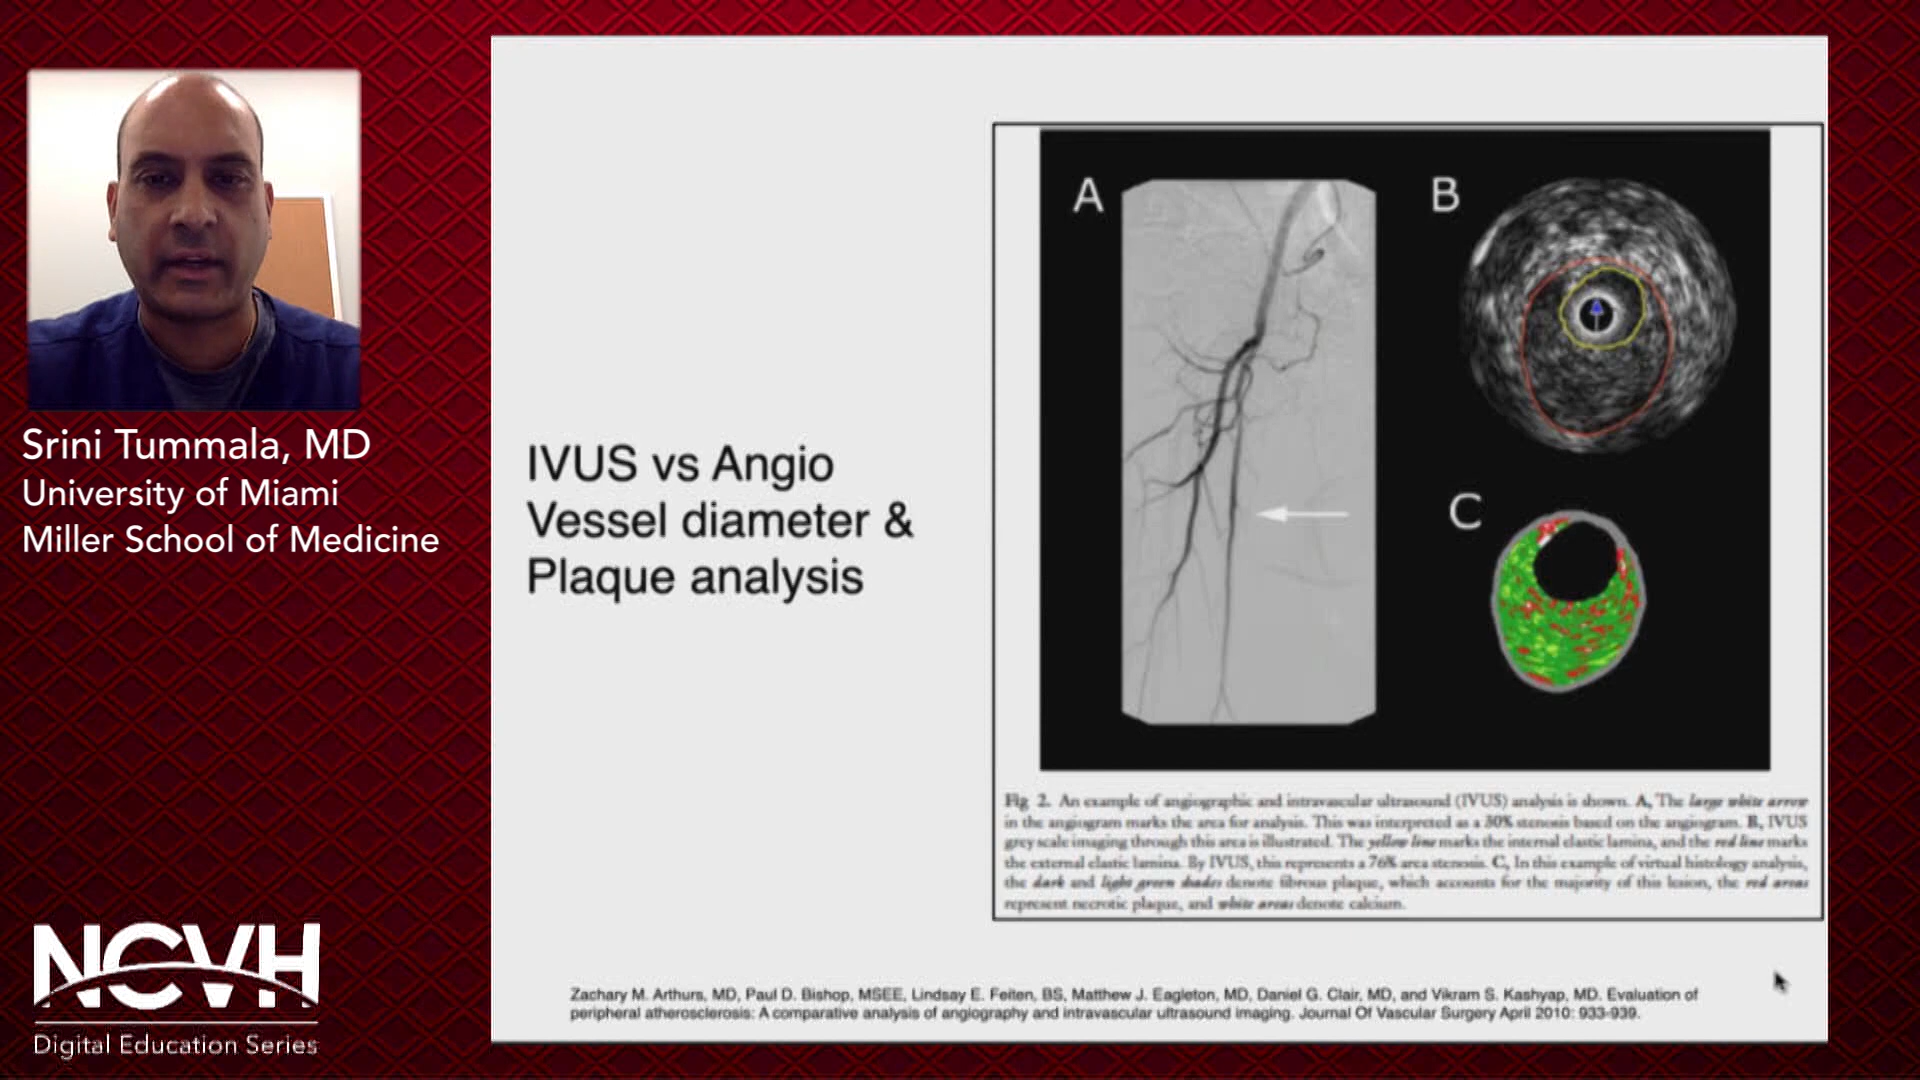 Srini Tummala, MD
University of Miami
Miller School of Medicine
NCVH
Digital Education Series
IVUS vs Angio
Vessel diameter &
Plaque analysis
A
B
C
Fig 2. An example of angiographic and intravascular ultrasound (IVUS) analysis is shown. A, The large white arrow
in the angiogram marks the area for analysis. This was interpreted as a 30% stenosis based on the angiogram. B, IVUS
grey scale imaging through this area is illustrated. The yellow line marks the internal elastic lamina, and the red line marks
the external elastic lamina. By IVUS, this represents a 76% area stenosis. C, In this example of virtual histology analysis,
the dark and light green shades denote fibrous plaque, which accounts for the majority of this lesion, the red areas
represent necrotic plaque, and white areas denote calcium.
Zachary M. Arthurs, MD, Paul D. Bishop, MSEE, Lindsay E. Feiten, BS, Matthew J. Eagleton, MD, Daniel G. Clair, MD, and Vikram S. Kashyap, MD. Evaluation of
peripheral atherosclerosis: A comparative analysis of angiography and intravascular ultrasound imaging. Journal Of Vascular Surgery April 2010: 933-939.